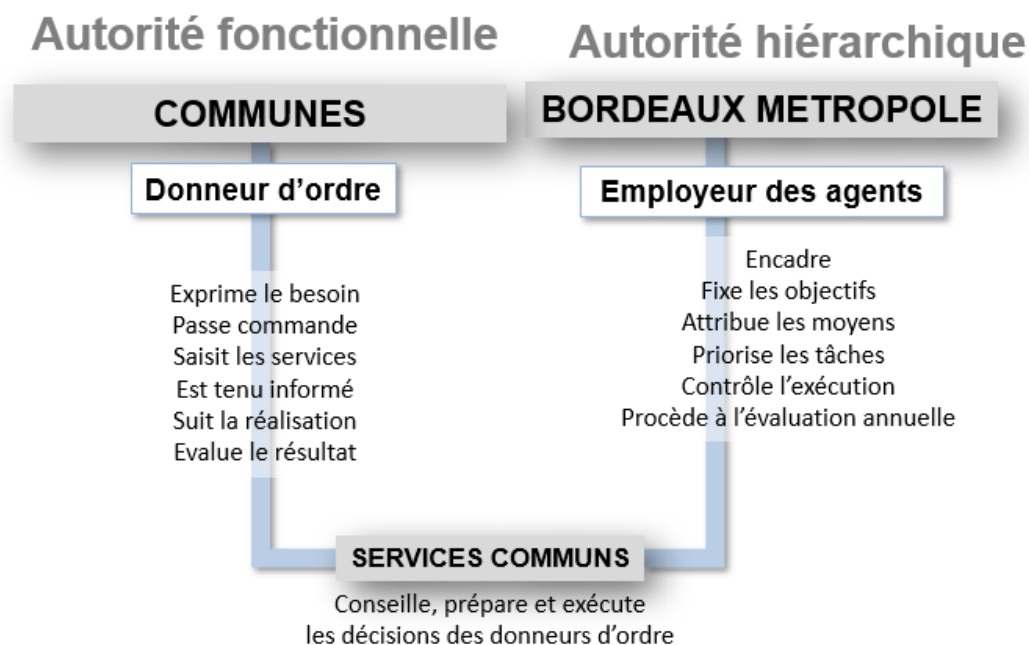 Autorité fonctionnelle
Autorité hiérarchique
COMMUNES
BORDEAUX METROPOLE
Donneur d’ordre
Employeur des agents
Exprime le besoin
Passe commande
Saisit les services
Est tenu informé
Suit la réalisation
Evalue le résultat
Encadre
Fixe les objectifs
Attribue les moyens
Priorise les tâches
Contrôle l’exécution
Procède à l’évaluation annuelle
SERVICES COMMUNS
Conseille, prépare et exécute
les décisions des donneurs d’ordre